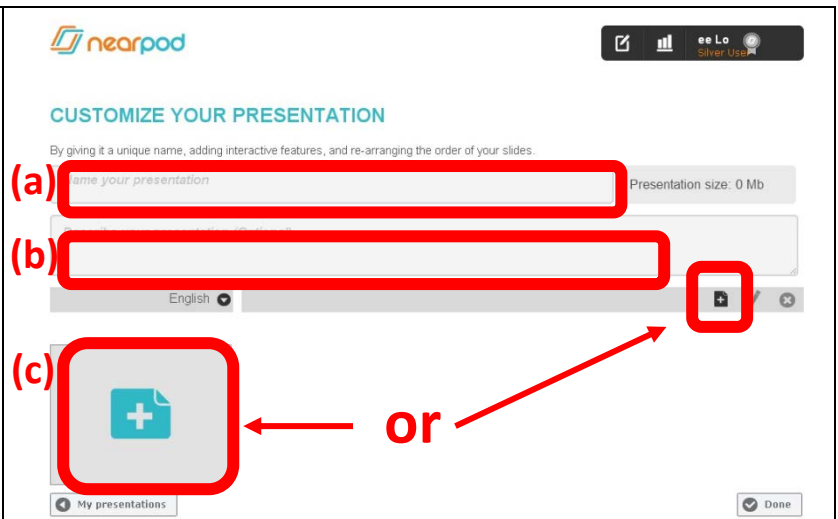 nearpod
ee Lo
Silver User
CUSTOMIZE YOUR PRESENTATION
By giving it a unique name, adding interactive features, and re-arranging the order of your slides.
(a) Name your presentation Presentation size: 0 Mb
(b)
English
(c)
or
My presentations Done